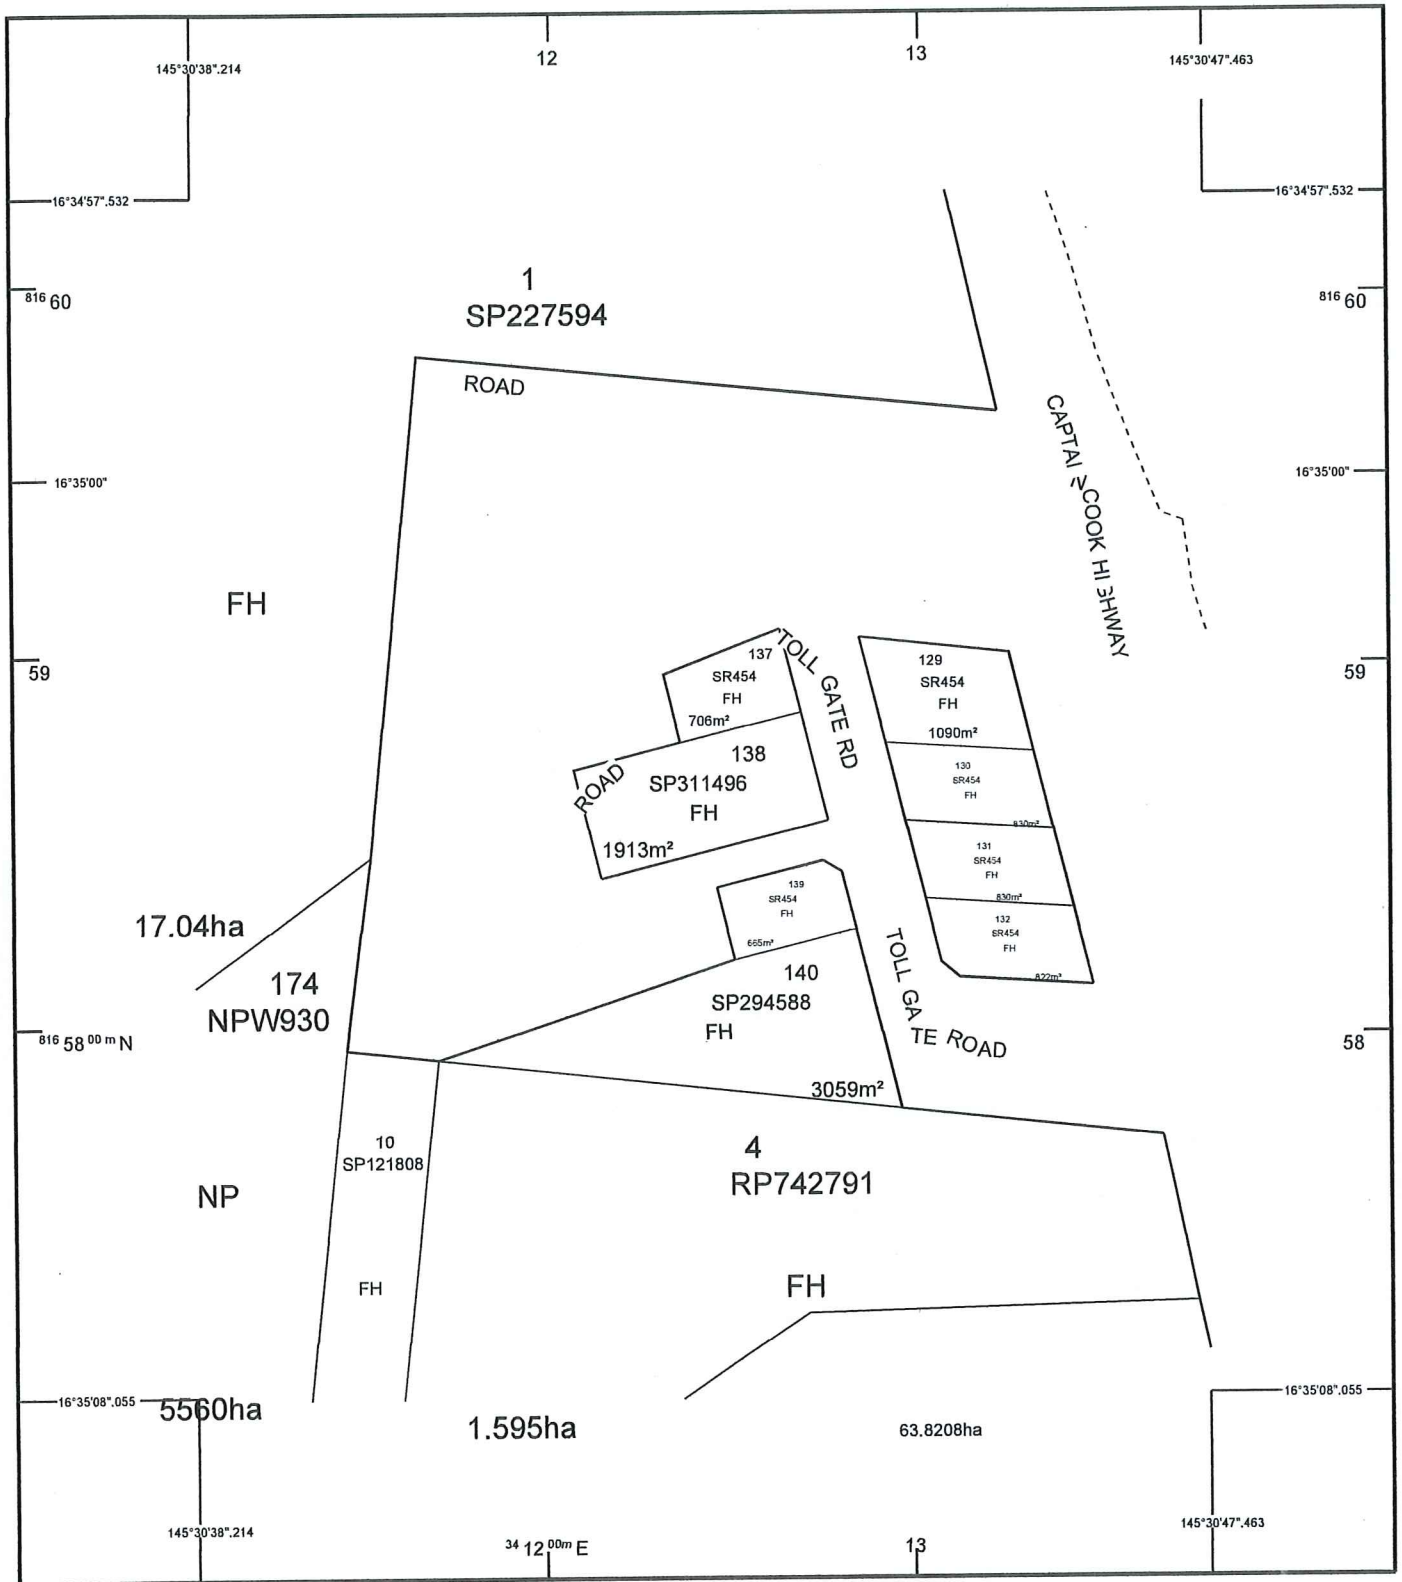 12
13
145°30'38".214
145°30'47".463
16°34'57".532
16°34'57".532
1
SP227594
816 60
816 60
ROAD
CAPTAI
COOK HI
HWAY
16°35'00"
16°35'00"
FH
59
59
TOLL GATE RD
137
SR454
FH
706m²
129
SR454
FH
1090m²
138
SP311496
FH
1913m²
ROAD
130
SR454
FH
830m²
131
SR454
FH
830m²
139
SR454
FH
665m²
132
SR454
FH
822m²
17.04ha
174
NPW930
140
SP294588
FH
3059m²
TOLL GA
TE ROAD
816 58 00 m N
58
10
SP121808
FH
4
RP742791
NP
FH
16°35'08".055
16°35'08".055
5560ha
1.595ha
63.8208ha
145°30'38".214
145°30'47".463
34 12 00m E
13